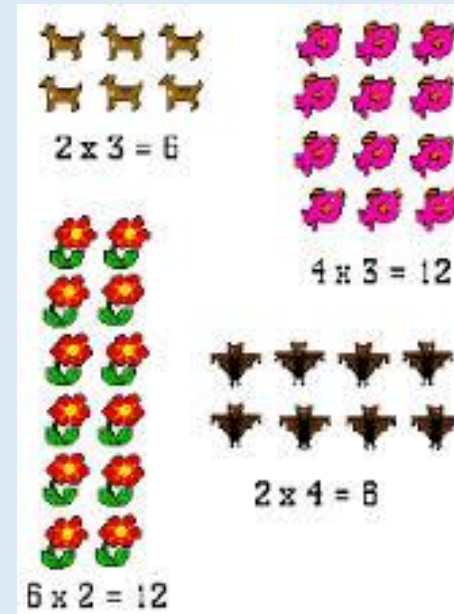 2 x 3 = 6
4 x 3 = 12
2 x 4 = 8
6 x 2 = 12